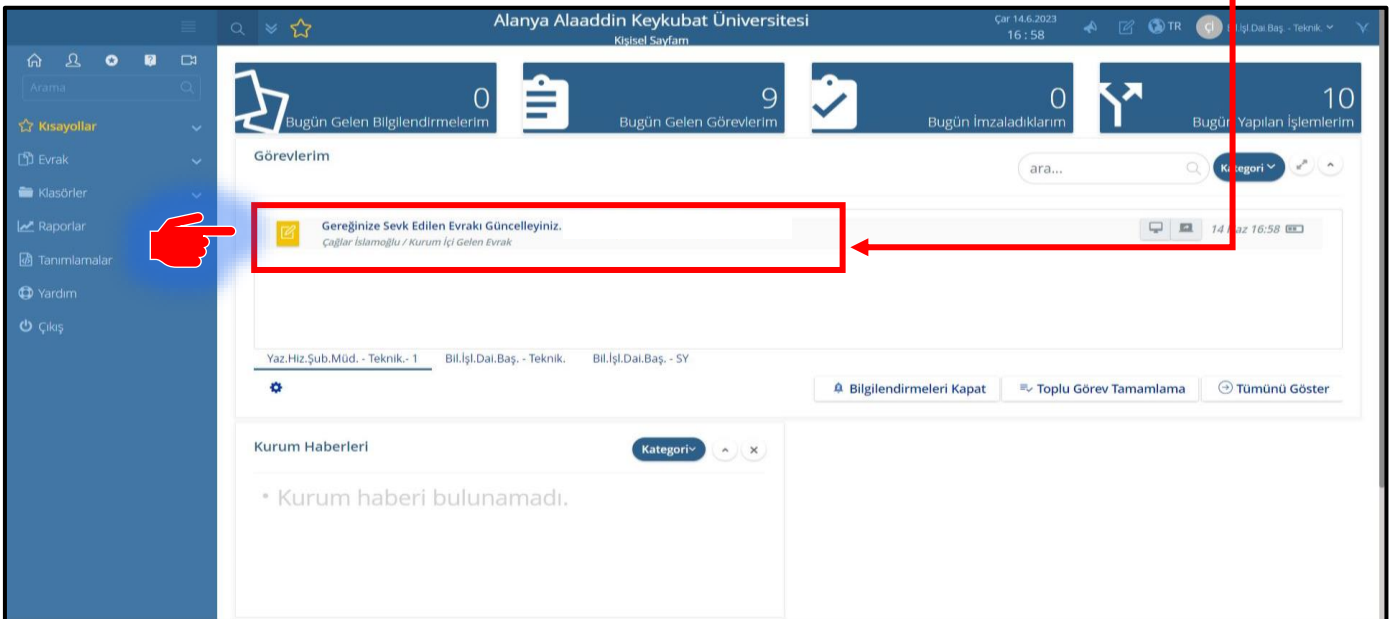 Alanya Alaaddin Keykubat Üniversitesi
Kişisel Sayfam
Çar 14.6.2023
16 : 58
TR
Çİ
İşl.Dai.Baş. - Teknik.
Arama
Kısayollar
Evrak
Klasörler
Raporlar
Tanımlamalar
Yardım
Çıkış
0
Bugün Gelen Bilgilendirmelerim
9
Bugün Gelen Görevlerim
0
Bugün İmzaladıklarım
10
Bugün Yapılan İşlemlerim
Görevlerim
ara...
Kategori
Gereğinize Sevk Edilen Evrakı Güncelleyiniz.
Çağlar İslamoğlu / Kurum İçi Gelen Evrak
14 Haz 16:58
Yaz.Hiz.Şub.Müd. - Teknik.- 1 Bil.İşl.Dai.Baş. - Teknik. Bil.İşl.Dai.Baş. - SY
Bilgilendirmeleri Kapat Toplu Görev Tamamlama Tümünü Göster
Kurum Haberleri
Kategori
• Kurum haberi bulunamadı.